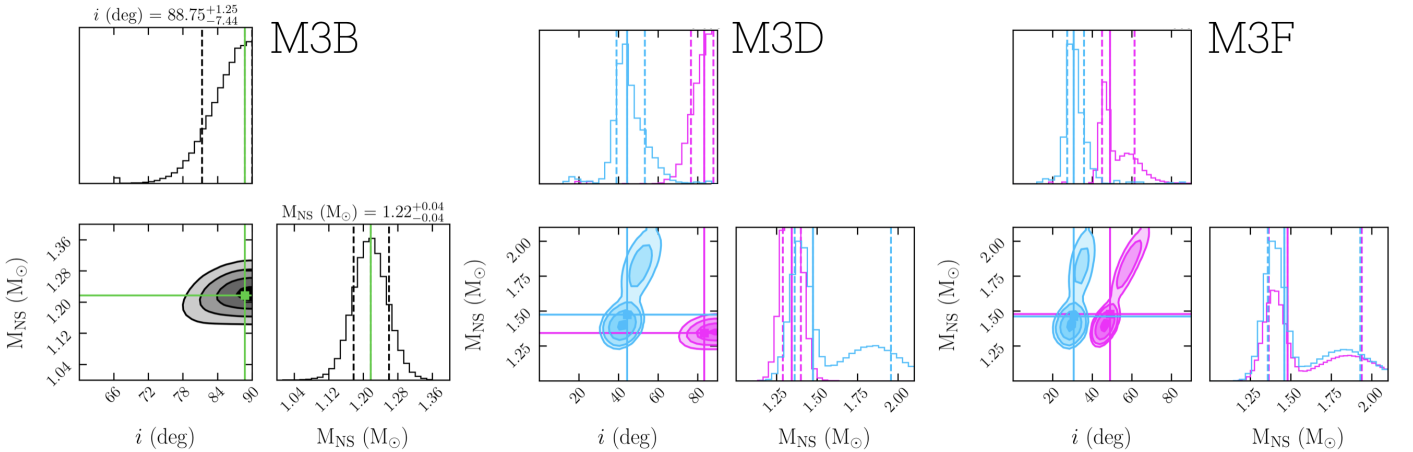 i (deg) = 88.75+1.25−7.44
M3B
M3D
M3F
MNS (M⊙) = 1.22+0.04−0.04
MNS (M⊙)
1.36
1.28
1.20
1.12
1.04
66
72
78
84
90
i (deg)
1.04
1.12
1.20
1.28
1.36
MNS (M⊙)
MNS (M⊙)
2.00
1.75
1.50
1.25
20
40
60
80
i (deg)
1.25
1.50
1.75
2.00
MNS (M⊙)
MNS (M⊙)
2.00
1.75
1.50
1.25
20
40
60
80
i (deg)
1.25
1.50
1.75
2.00
MNS (M⊙)